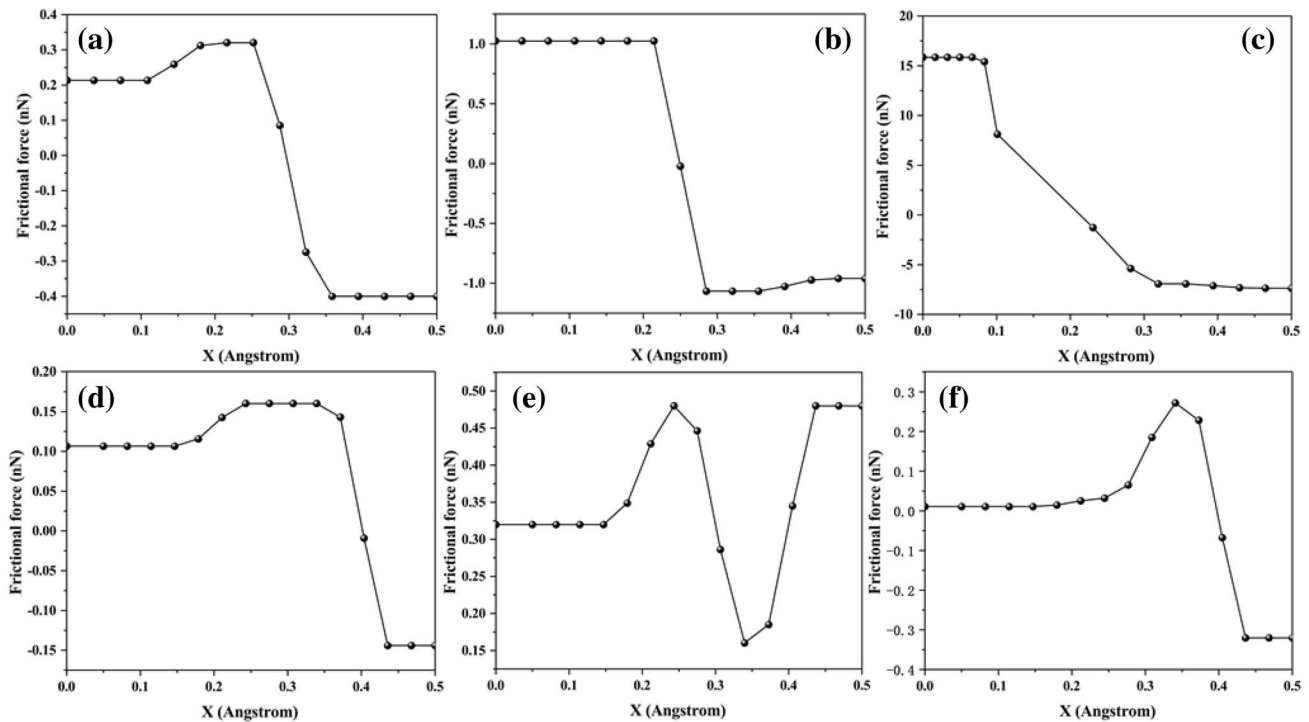 (a)
Frictional force (nN)
0.4
0.3
0.2
0.1
0.0
-0.1
-0.2
-0.3
-0.4
0.0 0.1 0.2 0.3 0.4 0.5
X (Angstrom)
(b)
Frictional force (nN)
1.0
0.5
0.0
-0.5
-1.0
0.0 0.1 0.2 0.3 0.4 0.5
X (Angstrom)
(c)
Frictional force (nN)
20
15
10
5
0
-5
-10
0.0 0.1 0.2 0.3 0.4 0.5
X (Angstrom)
(d)
Frictional force (nN)
0.20
0.15
0.10
0.05
0.00
-0.05
-0.10
-0.15
0.0 0.1 0.2 0.3 0.4 0.5
X (Angstrom)
(e)
Frictional force (nN)
0.50
0.45
0.40
0.35
0.30
0.25
0.20
0.15
0.0 0.1 0.2 0.3 0.4 0.5
X (Angstrom)
(f)
Frictional force (nN)
0.3
0.2
0.1
0.0
-0.1
-0.2
-0.3
-0.4
0.0 0.1 0.2 0.3 0.4 0.5
X (Angstrom)